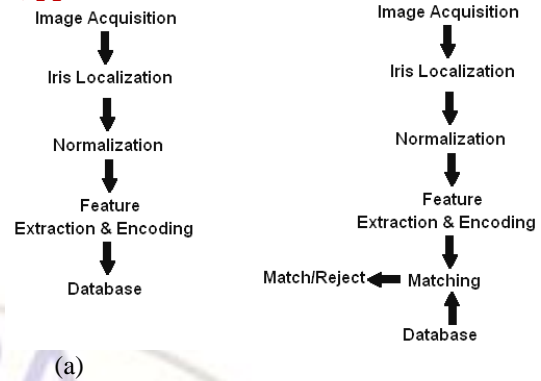 Image Acquisition
Iris Localization
Normalization
Feature
Extraction & Encoding
Database
(a)
Image Acquisition
Iris Localization
Normalization
Feature
Extraction & Encoding
Match/Reject Matching
Database